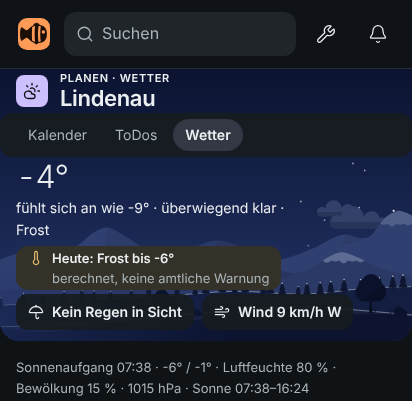 Suchen
PLANEN · WETTER
Lindenau
Kalender
ToDos
Wetter
-4°
fühlt sich an wie -9° · überwiegend klar ·
Frost
Heute: Frost bis -6°
berechnet, keine amtliche Warnung
Kein Regen in Sicht
Wind 9 km/h W
Sonnenaufgang 07:38 · -6° / -1° · Luftfeuchte 80 % ·
Bewölkung 15 % · 1015 hPa · Sonne 07:38–16:24